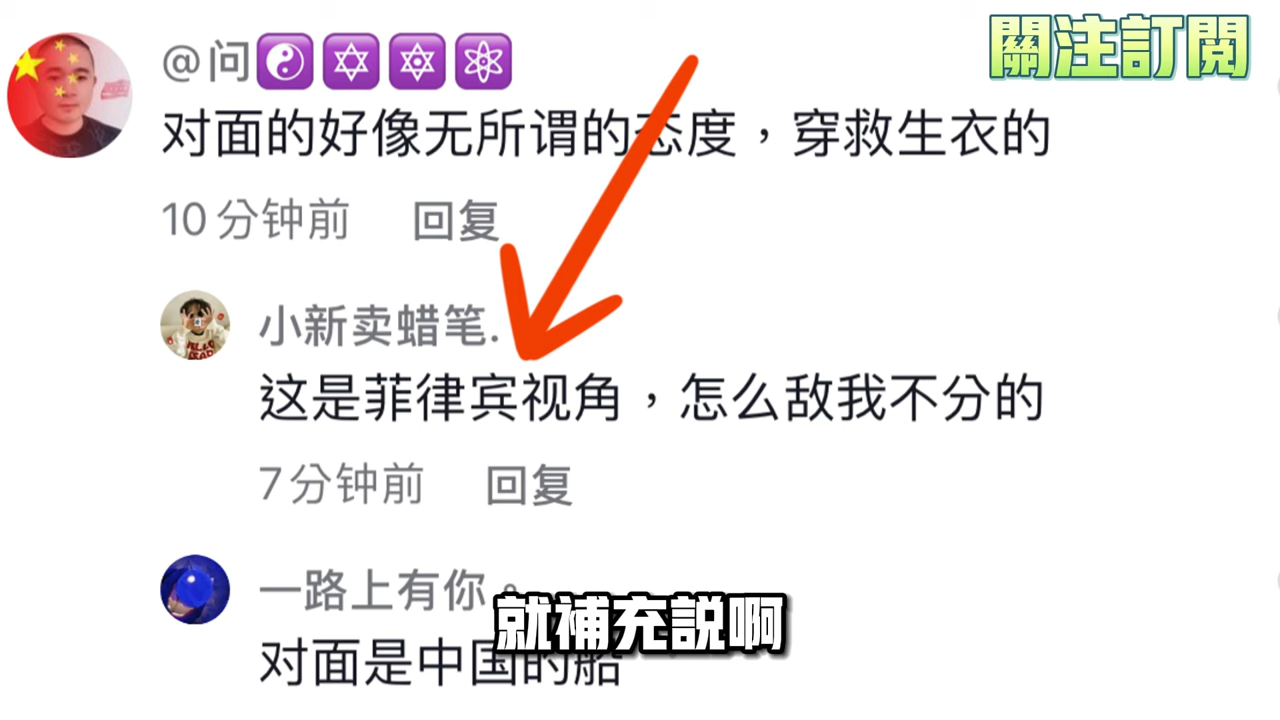 關注訂閱
@问☯️✡️🔯⚛️
对面的好像无所谓的态度，穿救生衣的
10分钟前 回复
小新卖蜡笔.
这是菲律宾视角，怎么敌我不分的
7分钟前 回复
一路上有你。
对面是中国的船
就補充説啊